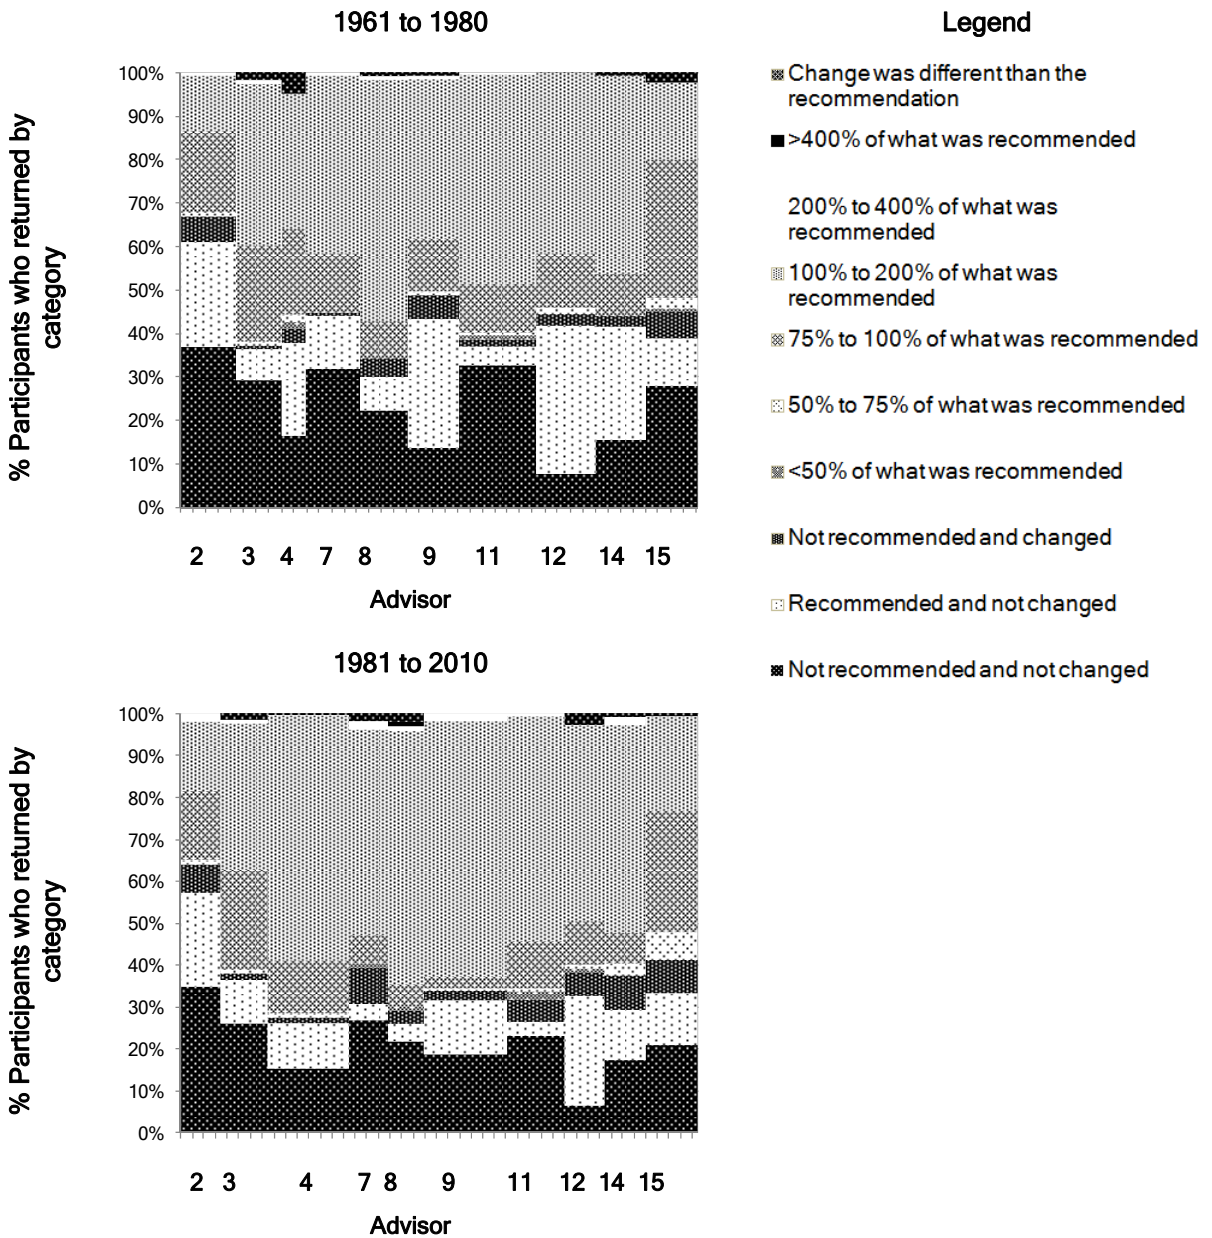 1961 to 1980
100%
90%
80%
70%
60%
50%
40%
30%
20%
10%
0%
% Participants who returned by
category
2 3 4 7 8 9 11 12 14 15
Advisor
Legend
Change was different than the
recommendation
>400% of what was recommended
200% to 400% of what was
recommended
100% to 200% of what was
recommended
75% to 100% of what was recommended
50% to 75% of what was recommended
<50% of what was recommended
Not recommended and changed
Recommended and not changed
Not recommended and not changed
1981 to 2010
100%
90%
80%
70%
60%
50%
40%
30%
20%
10%
0%
% Participants who returned by
category
2 3 4 7 8 9 11 12 14 15
Advisor